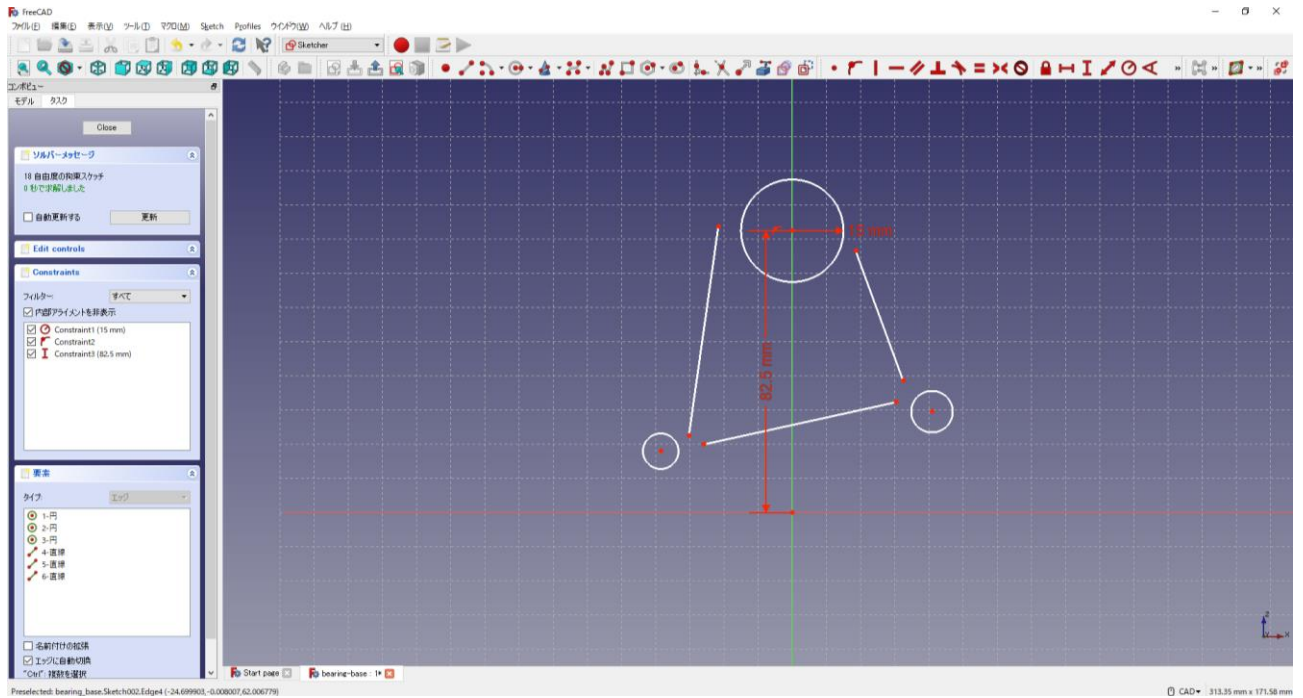 FreeCAD
ファイル(F) 編集(E) 表示(V) ツール(T) マクロ(M) Sketch Profiles ウインドウ(W) ヘルプ(H)
Sketcher
コンボビュー
モデル タスク
Close
ソルバーメッセージ
18 自由度の拘束スケッチ
0 秒で求解しました
自動更新する 更新
Edit controls
Constraints
フィルター: すべて
内部アライメントを非表示
Constraint1 (15 mm)
Constraint2
Constraint3 (82.5 mm)
要素
タイプ: エッジ
1-円
2-円
3-円
4-直線
5-直線
6-直線
名前付けの拡張
エッジに自動切換
"Ctrl": 複数を選択
15 mm
82.5 mm
Z
Y X
Start page bearing-base : 1*
Preselected: bearing_base.Sketch002.Edge4 (-24.699903,-0.008007,62.006779)
CAD 313.35 mm x 171.58 mm